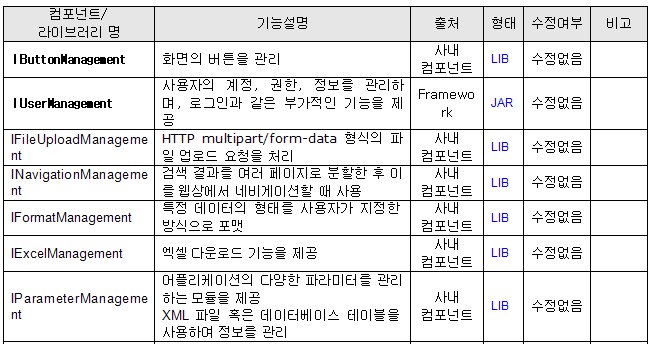 컴포넌트/
라이브러리 명
기능설명
출처
형태
수정여부
비고
IButtonManagement
화면의 버튼을 관리
사내
컴포넌트
LIB
수정없음
IUserManagement
사용자의 계정, 권한, 정보를 관리하
며, 로그인과 같은 부가적인 기능을 제
공
Framewo
rk
JAR
수정없음
IFileUploadManageme
nt
HTTP multipart/form-data 형식의 파
일 업로드 요청을 처리
사내
컴포넌트
LIB
수정없음
INavigationManageme
nt
검색 결과를 여러 페이지로 분할한 후 이
를 웹상에서 네비게이션할 때 사용
사내
컴포넌트
LIB
수정없음
IFormatManagement
특정 데이터의 형태를 사용자가 지정한
방식으로 포맷
사내
컴포넌트
LIB
수정없음
IExcelManagement
엑셀 다운로드 기능을 제공
사내
컴포넌트
LIB
수정없음
IParameterManageme
nt
어플리케이션의 다양한 파라미터를 관리
하는 모듈을 제공
XML 파일 혹은 데이터베이스 테이블을
사용하여 정보를 관리
사내
컴포넌트
LIB
수정없음